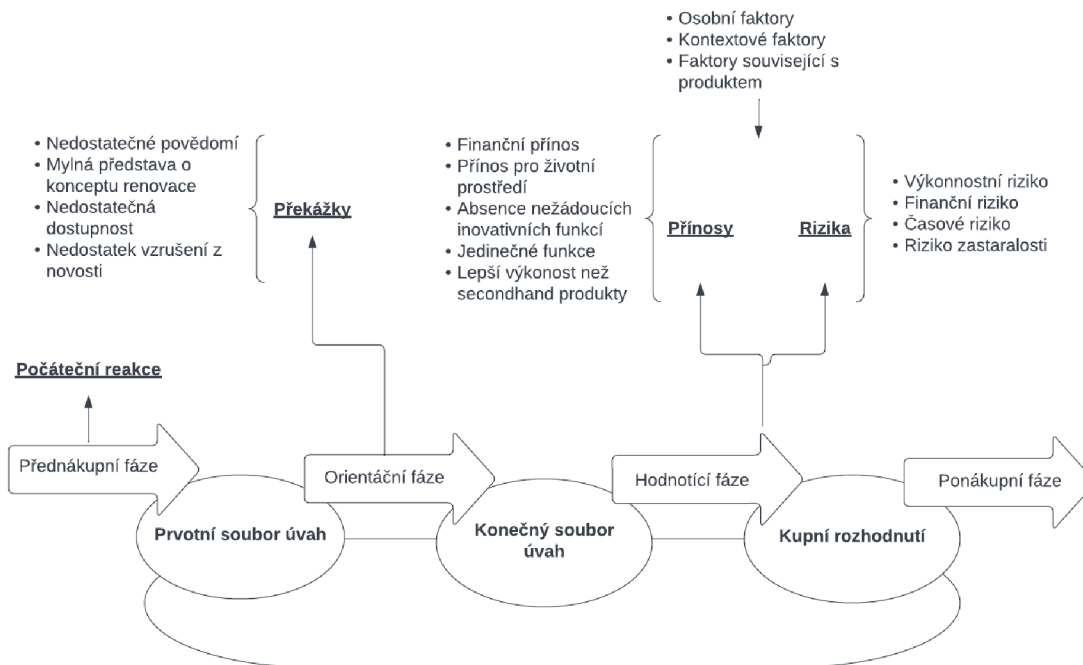 • Osobní faktory
• Kontextové faktory
• Faktory související s
produktem
• Nedostatečné povědomí
• Mylná představa o
konceptu renovace
• Nedostatečná
dostupnost
• Nedostatek vzrušení z
novosti
Překážky
• Finanční přínos
• Přínos pro životní
prostředí
• Absence nežádoucích
inovativních funkcí
• Jedinečné funkce
• Lepší výkonost než
secondhand produkty
Přínosy
Rizika
• Výkonnostní riziko
• Finanční riziko
• Časové riziko
• Riziko zastaralosti
Počáteční reakce
Přednákupní fáze
Orientáční fáze
Hodnotící fáze
Ponákupní fáze
Prvotní soubor úvah
Konečný soubor
úvah
Kupní rozhodnutí